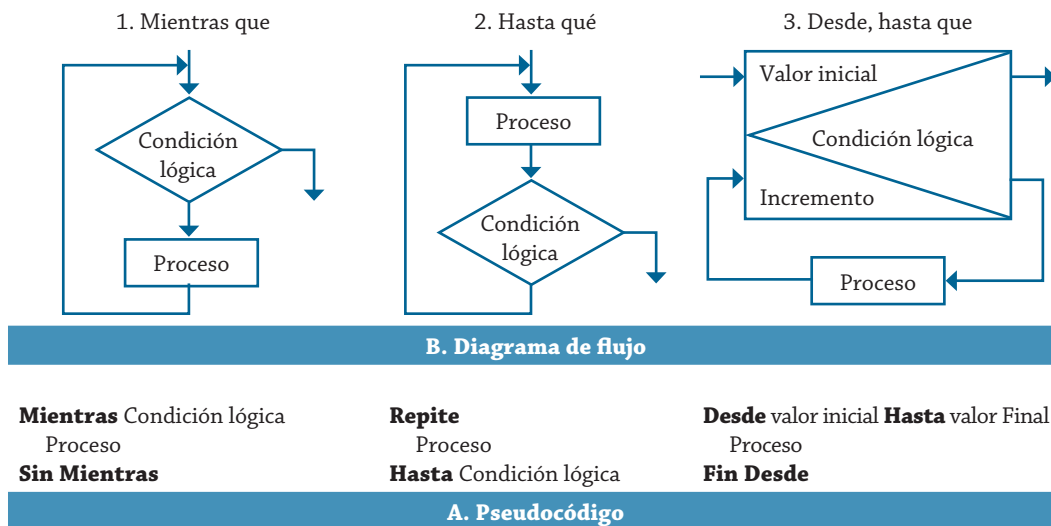 1. Mientras que
Condición
lógica
Proceso
2. Hasta qué
Proceso
Condición
lógica
3. Desde, hasta que
Valor inicial
Condición lógica
Incremento
Proceso
B. Diagrama de flujo
Mientras Condición lógica
Proceso
Sin Mientras
Repite
Proceso
Hasta Condición lógica
Desde valor inicial Hasta valor Final
Proceso
Fin Desde
A. Pseudocódigo